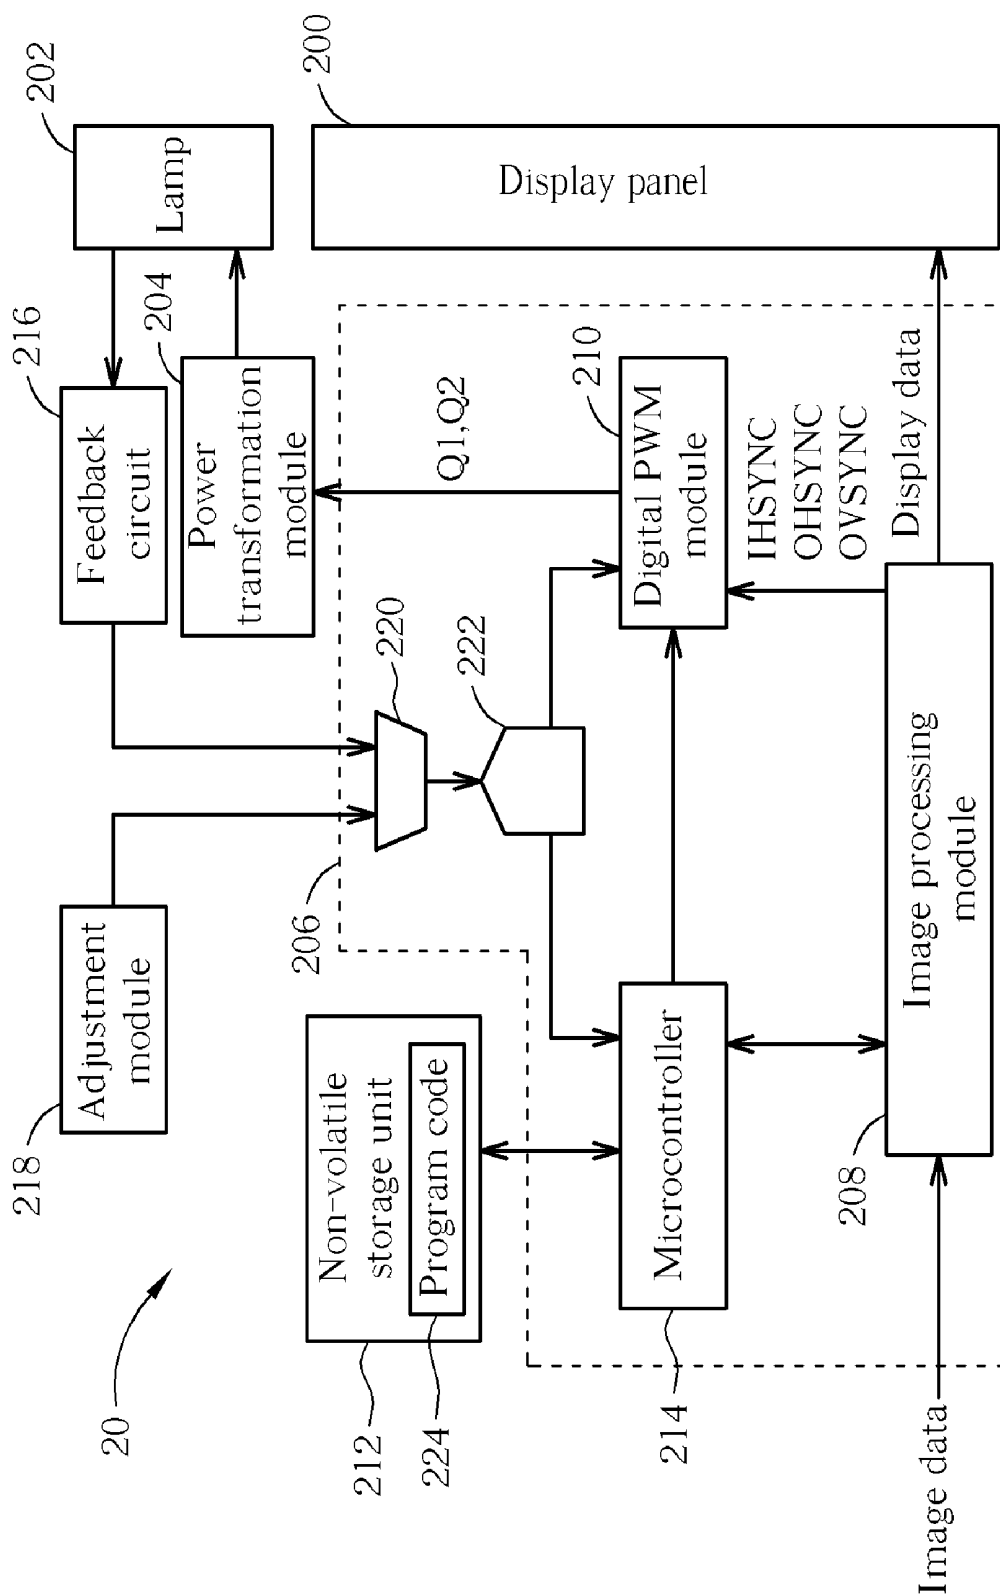 20
218
Adjustment
module
216
Feedback
circuit
202
Lamp
204
Power
transformation
module
212
Non-volatile
storage unit
224
Program code
206
220
222
Q1,Q2
200
Display panel
214
Microcontroller
210
Digital PWM
module
IHSYNC
OHSYNC
OVSYNC
208
Image processing
module
Display data
Image data